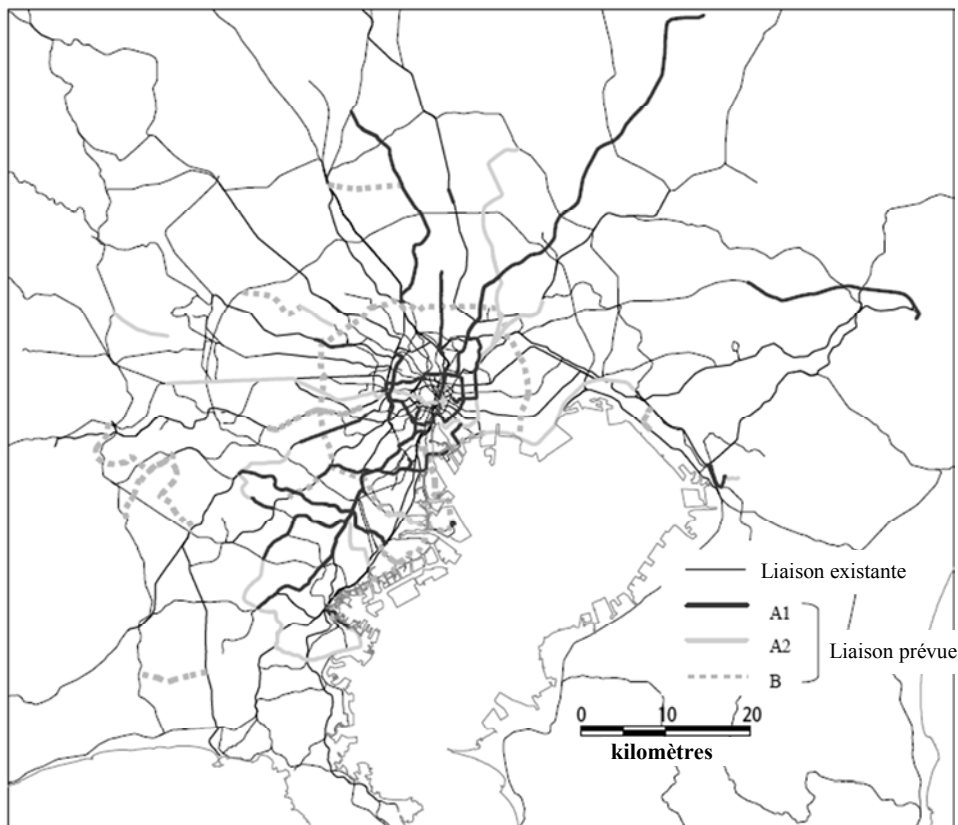 Liaison existante
A1
A2
Liaison prévue
B
0 10 20
kilomètres